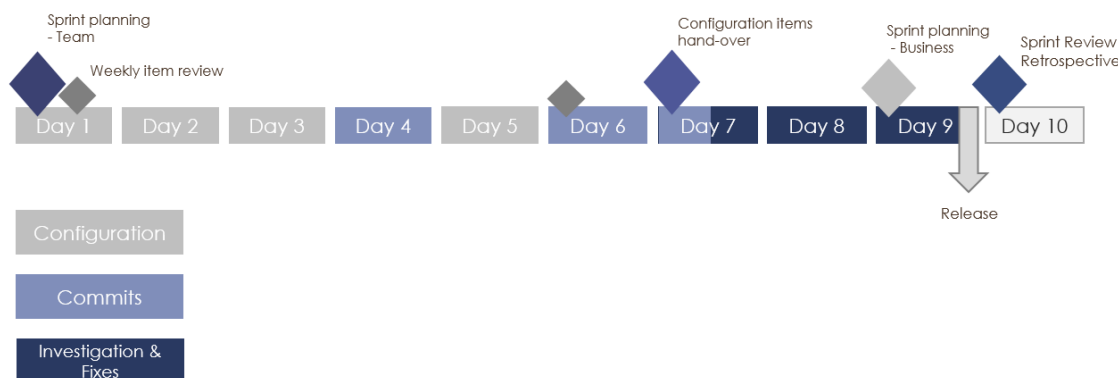 Sprint planning
- Team
Weekly item review
Configuration items
hand-over
Sprint planning
- Business
Sprint Review
Retrospective
Day 1
Day 2
Day 3
Day 4
Day 5
Day 6
Day 7
Day 8
Day 9
Day 10
Release
Configuration
Commits
Investigation &
Fixes